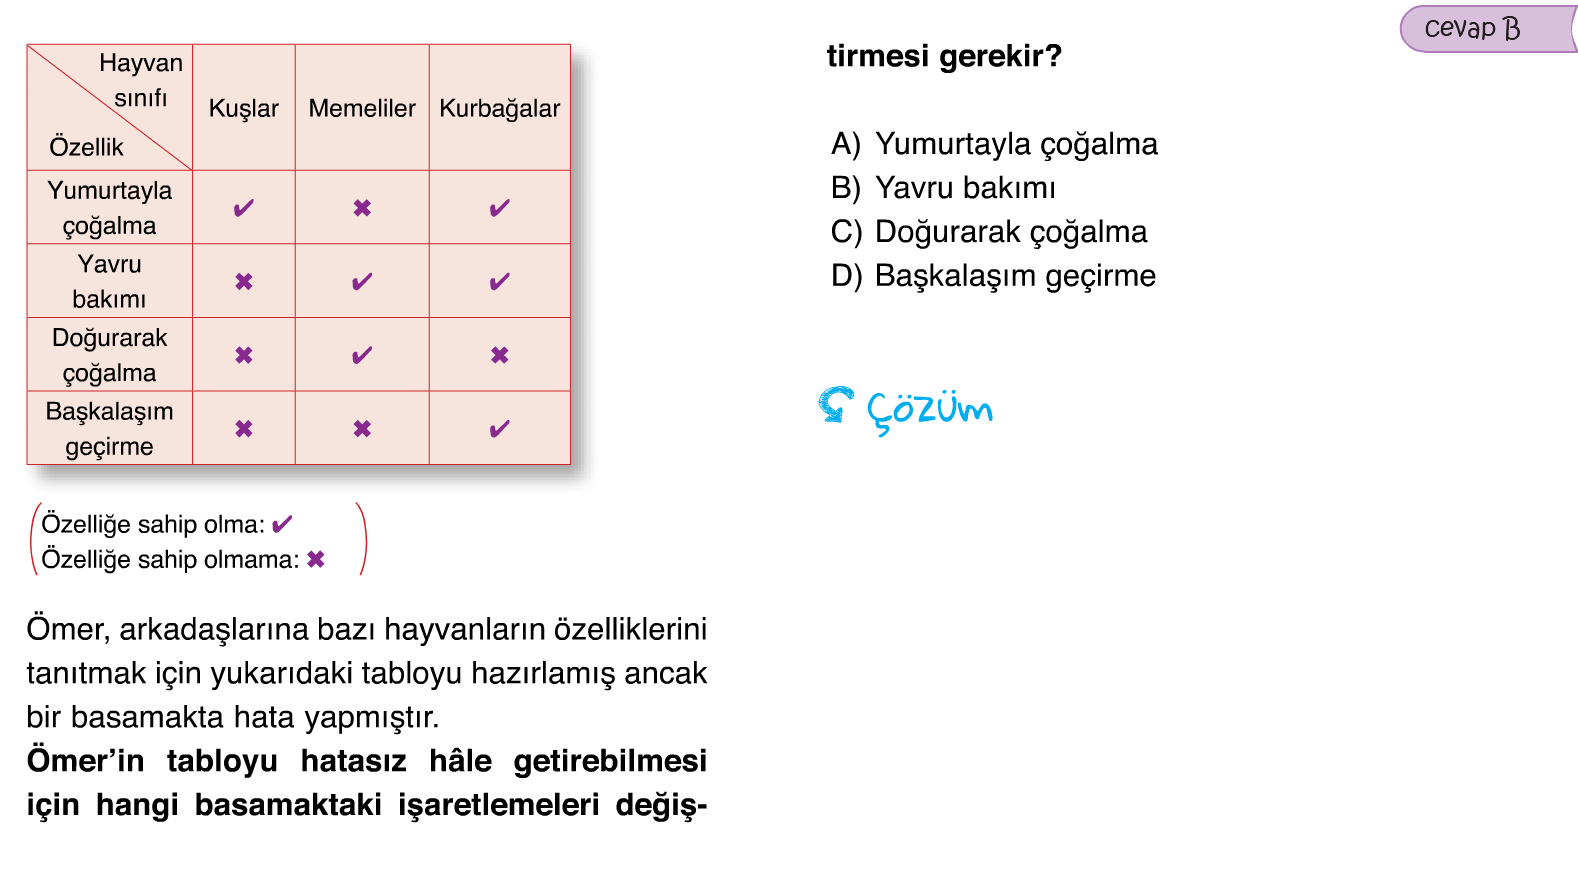 Hayvan
sınıfı
Özellik
Kuşlar
Memeliler
Kurbağalar
Yumurtayla
çoğalma
✔ ✖ ✔
Yavru
bakımı
✖ ✔ ✔
Doğurarak
çoğalma
✖ ✔ ✖
Başkalaşım
geçirme
✖ ✖ ✔
Özelliğe sahip olma: ✔
Özelliğe sahip olmama: ✖
Ömer, arkadaşlarına bazı hayvanların özelliklerini
tanıtmak için yukarıdaki tabloyu hazırlamış ancak
bir basamakta hata yapmıştır.
Ömer’in tabloyu hatasız hâle getirebilmesi
için hangi basamaktaki işaretlemeleri değiş-
tirmesi gerekir?
A) Yumurtayla çoğalma
B) Yavru bakımı
C) Doğurarak çoğalma
D) Başkalaşım geçirme
Çözüm
Cevap B